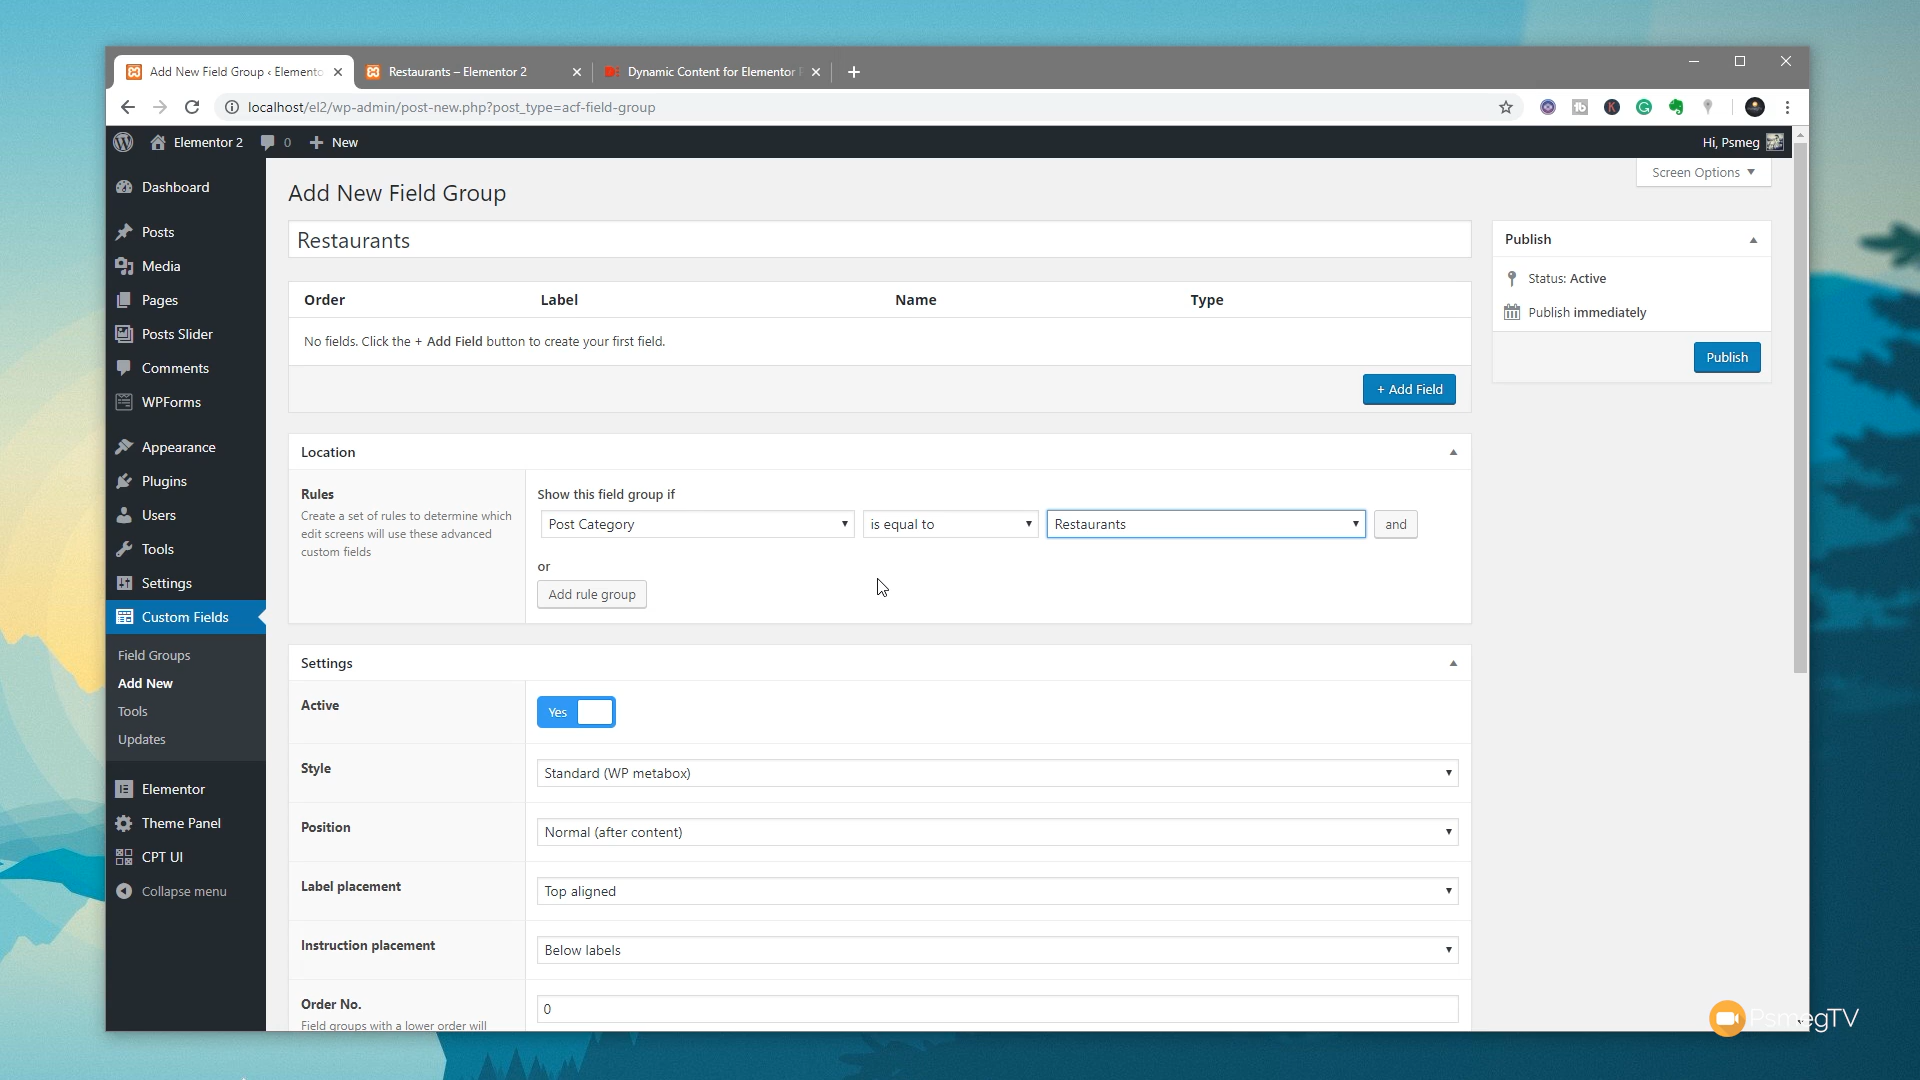 Add New Field Group ‹ Elemento
Restaurants – Elementor 2
Dynamic Content for Elementor
localhost/el2/wp-admin/post-new.php?post_type=acf-field-group
Elementor 2
0
New
Hi, Psmeg
Screen Options
Dashboard
Posts
Media
Pages
Posts Slider
Comments
WPForms
Appearance
Plugins
Users
Tools
Settings
Custom Fields
Field Groups
Add New
Tools
Updates
Elementor
Theme Panel
CPT UI
Collapse menu
Add New Field Group
Restaurants
Order Label Name Type
No fields. Click the + Add Field button to create your first field.
+ Add Field
Location
Rules
Create a set of rules to determine which
edit screens will use these advanced
custom fields
Show this field group if
Post Category
is equal to
Restaurants
and
or
Add rule group
Settings
Active
Yes
Style
Standard (WP metabox)
Position
Normal (after content)
Label placement
Top aligned
Instruction placement
Below labels
Order No.
Field groups with a lower order will
0
Publish
Status: Active
Publish immediately
Publish
PsmegTV